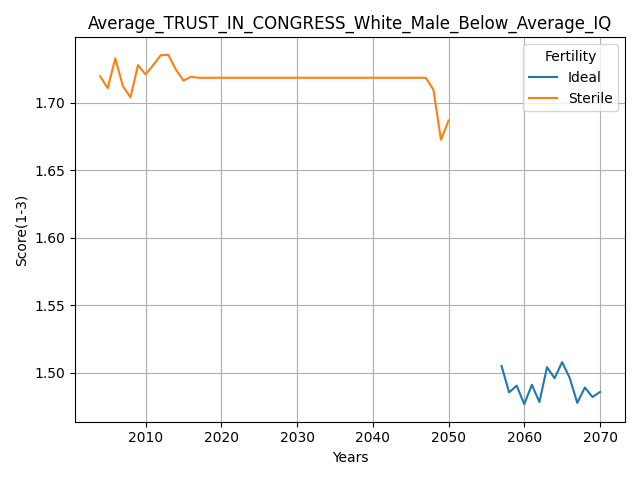 Average_TRUST_IN_CONGRESS_White_Male_Below_Average_IQ
Fertility
Ideal
Sterile
Score(1-3)
1.70
1.65
1.60
1.55
1.50
2010 2020 2030 2040 2050 2060 2070
Years